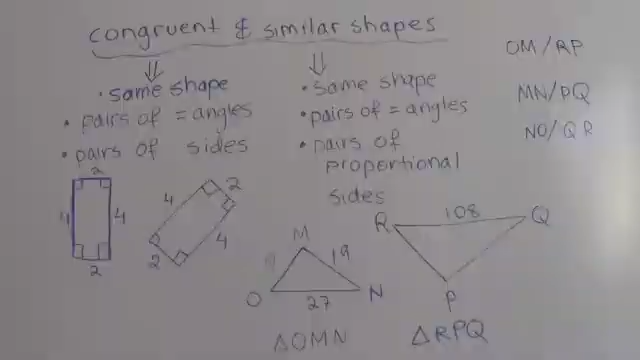 congruent & similar shapes
• same shape
• pairs of = angles
• pairs of sides
• same shape
• pairs of = angles
• pairs of
proportional
sides
OM/RP
MN/PQ
NO/QR
2
4
4
2
4
2
4
2
M
9
19
O
27
N
△OMN
R
108
Q
P
△RPQ